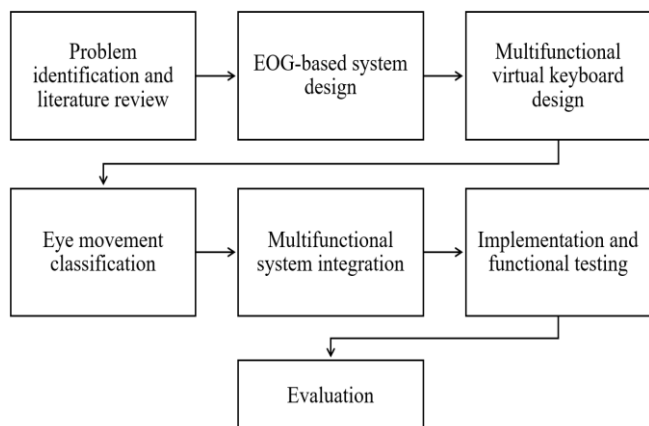 Problem
identification and
literature review
EOG-based system
design
Multifunctional
virtual keyboard
design
Eye movement
classification
Multifunctional
system integration
Implementation and
functional testing
Evaluation